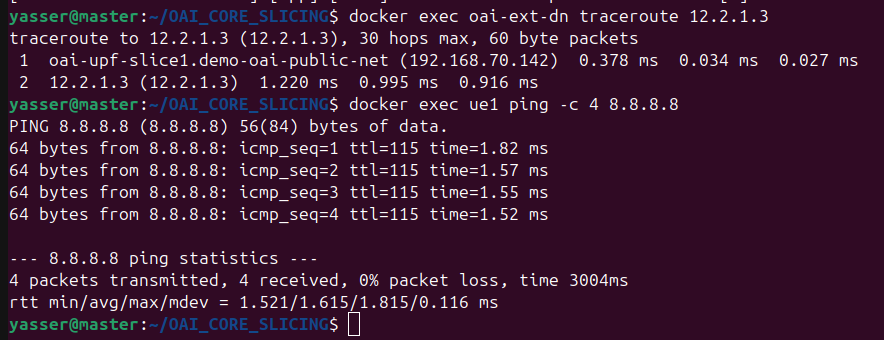 yasser@master:~/OAI_CORE_SLICING$ docker exec oai-ext-dn traceroute 12.2.1.3
traceroute to 12.2.1.3 (12.2.1.3), 30 hops max, 60 byte packets
 1  oai-upf-slice1.demo-oai-public-net (192.168.70.142)  0.378 ms  0.034 ms  0.027 ms
 2  12.2.1.3 (12.2.1.3)  1.220 ms  0.995 ms  0.916 ms
yasser@master:~/OAI_CORE_SLICING$ docker exec ue1 ping -c 4 8.8.8.8
PING 8.8.8.8 (8.8.8.8) 56(84) bytes of data.
64 bytes from 8.8.8.8: icmp_seq=1 ttl=115 time=1.82 ms
64 bytes from 8.8.8.8: icmp_seq=2 ttl=115 time=1.57 ms
64 bytes from 8.8.8.8: icmp_seq=3 ttl=115 time=1.55 ms
64 bytes from 8.8.8.8: icmp_seq=4 ttl=115 time=1.52 ms

--- 8.8.8.8 ping statistics ---
4 packets transmitted, 4 received, 0% packet loss, time 3004ms
rtt min/avg/max/mdev = 1.521/1.615/1.815/0.116 ms
yasser@master:~/OAI_CORE_SLICING$